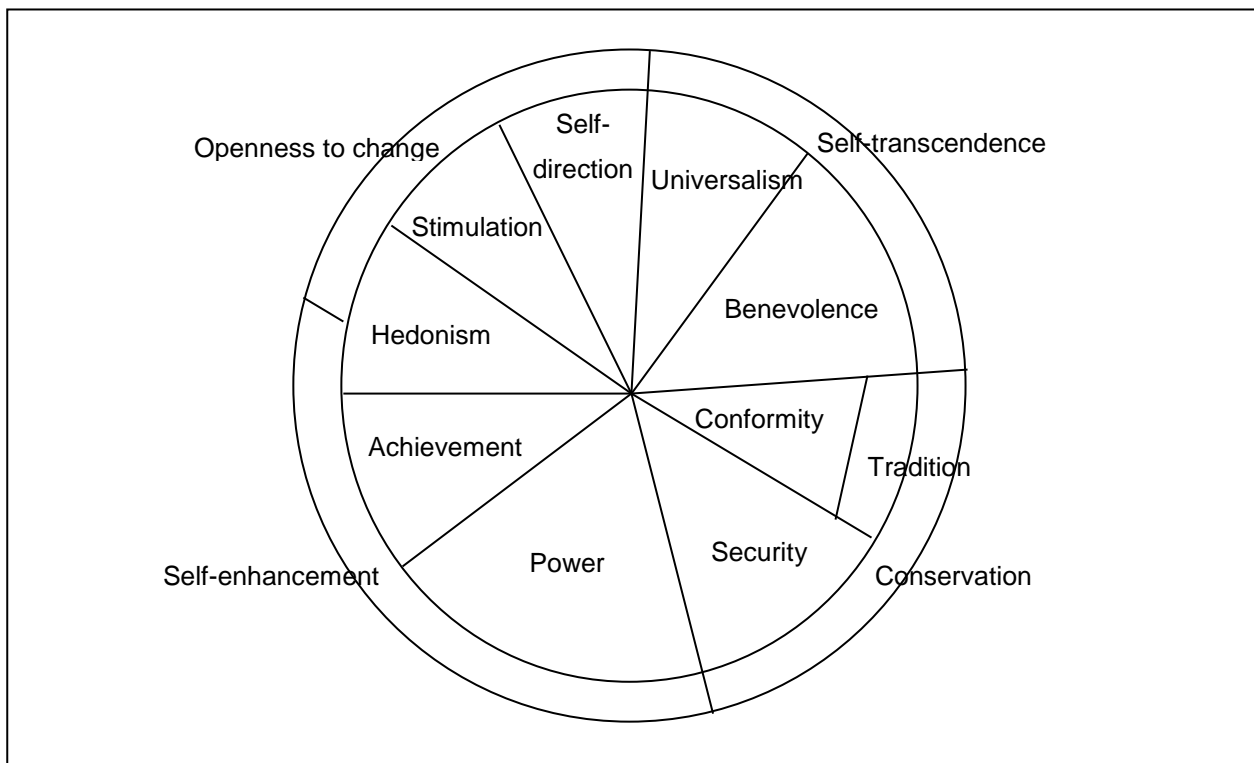 Self-
direction
Openness to change
Self-transcendence
Universalism
Stimulation
Benevolence
Hedonism
Conformity
Achievement
Tradition
Security
Power
Self-enhancement
Conservation